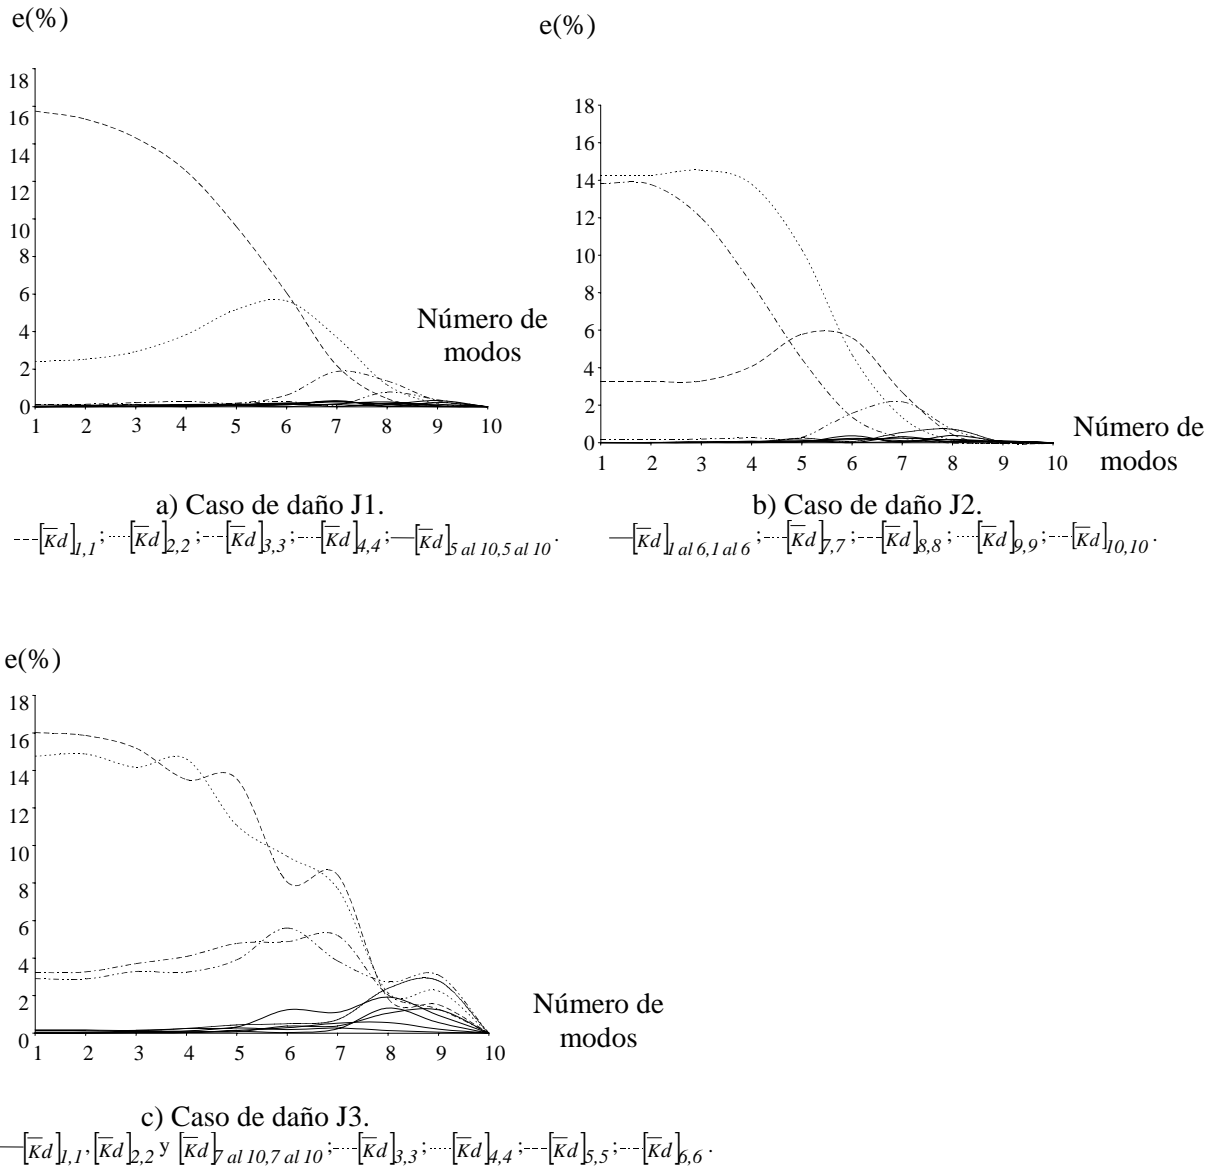 e(%)
18
16
14
12
10
8
6
4
2
0
1 2 3 4 5 6 7 8 9 10
Número de
modos
a) Caso de daño J1.
[K̅d]1,1; [K̅d]2,2; [K̅d]3,3; [K̅d]4,4; [K̅d]5 al 10,5 al 10.
e(%)
18
16
14
12
10
8
6
4
2
0
1 2 3 4 5 6 7 8 9 10
Número de
modos
b) Caso de daño J2.
[K̅d]1 al 6,1 al 6; [K̅d]7,7; [K̅d]8,8; [K̅d]9,9; [K̅d]10,10.
e(%)
18
16
14
12
10
8
6
4
2
0
1 2 3 4 5 6 7 8 9 10
Número de
modos
c) Caso de daño J3.
[K̅d]1,1, [K̅d]2,2 y [K̅d]7 al 10,7 al 10; [K̅d]3,3; [K̅d]4,4; [K̅d]5,5; [K̅d]6,6.